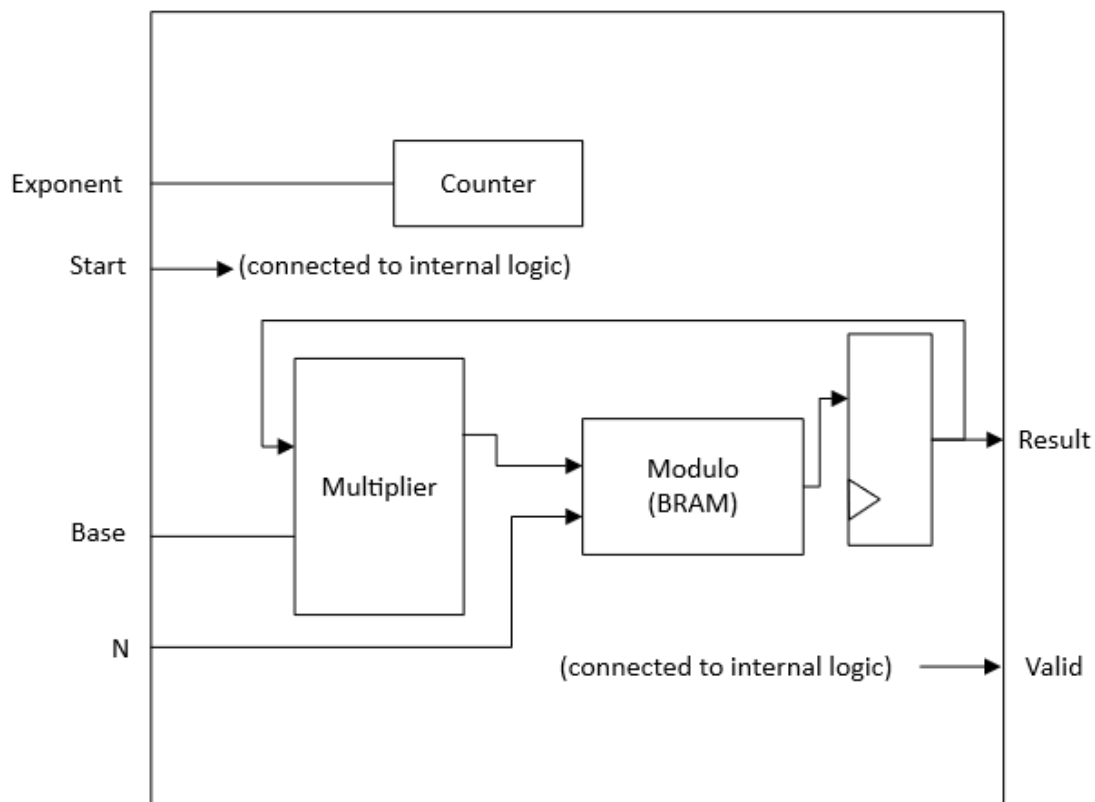 Exponent
Counter
Start
(connected to internal logic)
Multiplier
Modulo
(BRAM)
Result
Base
N
(connected to internal logic)
Valid